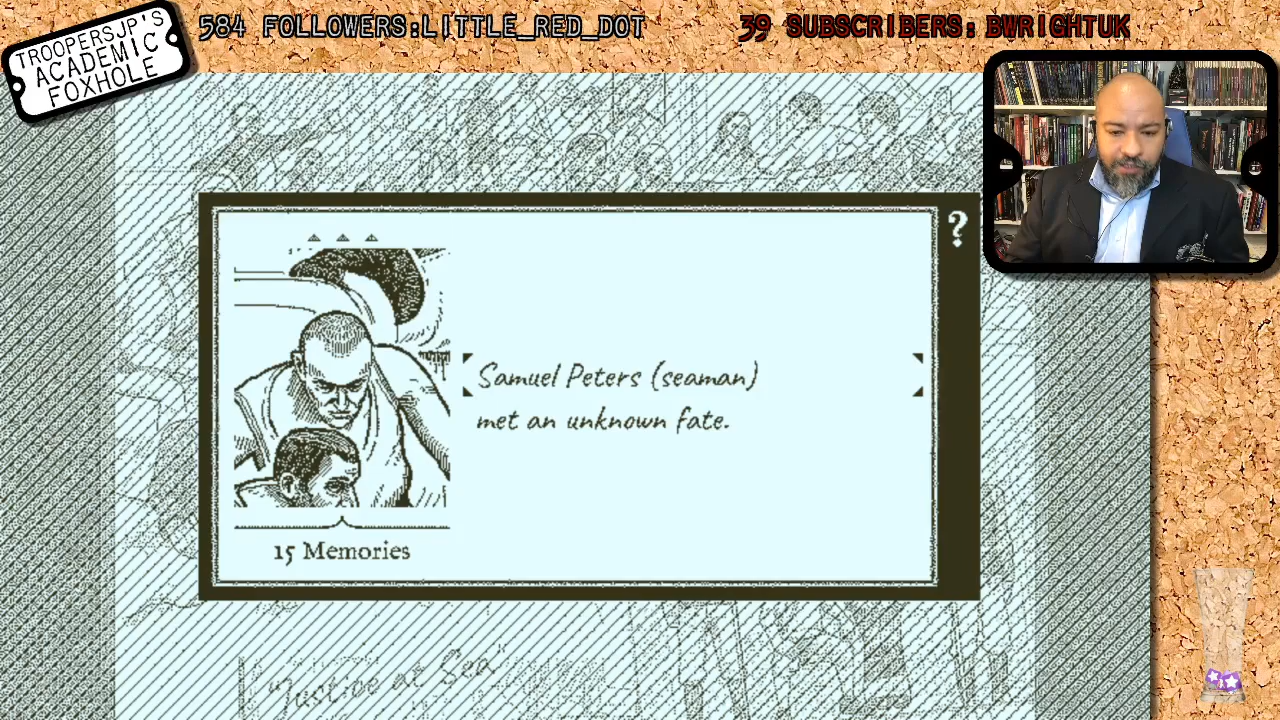 TROOPERSJP'S
ACADEMIC
FOXHOLE
584 FOLLOWERS:LITTLE_RED_DOT
39 SUBSCRIBERS: BWRIGHTUK
?
Samuel Peters (seaman)
met an unknown fate.
15 Memories
"Justice at Sea"